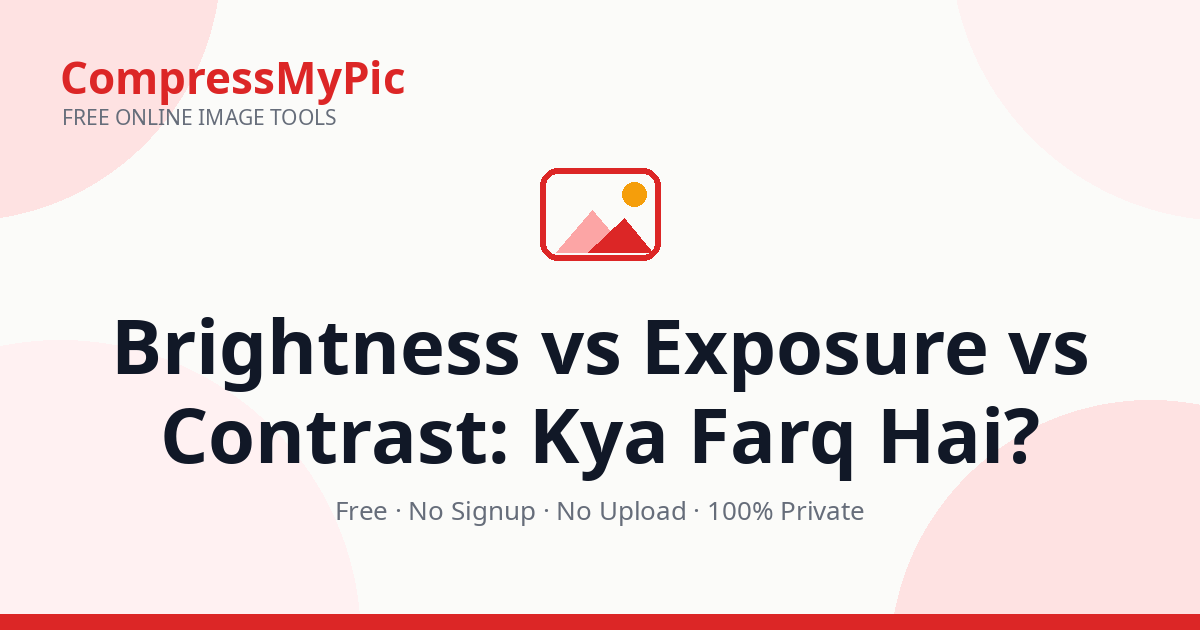 CompressMyPic
FREE ONLINE IMAGE TOOLS
Brightness vs Exposure vs
Contrast: Kya Farq Hai?
Free · No Signup · No Upload · 100% Private